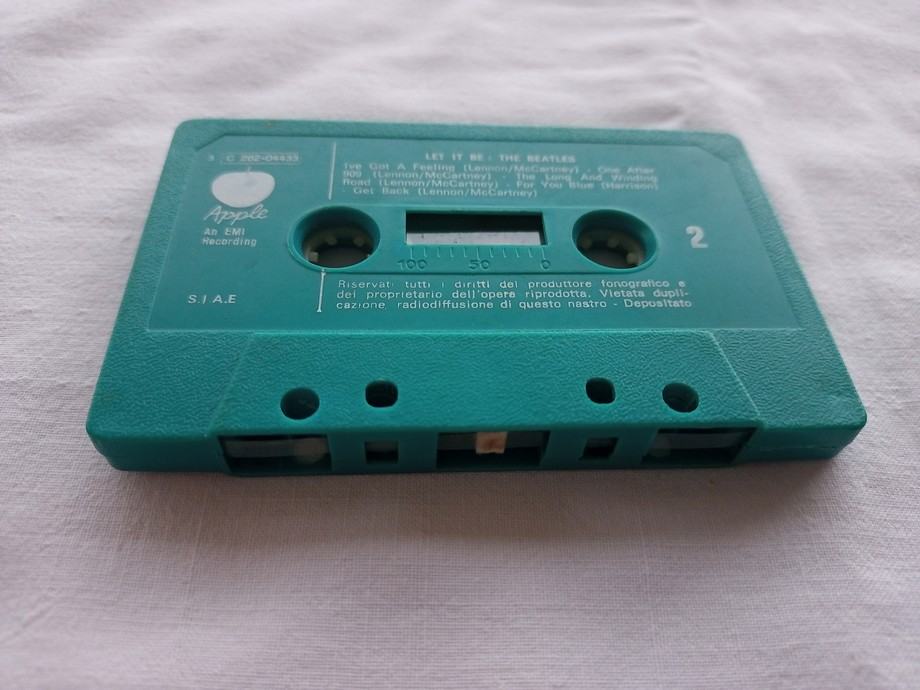 3 C 262-04433
LET IT BE - THE BEATLES
I've Got A Feeling (Lennon/McCartney) - One After
909 (Lennon/McCartney) - The Long And Winding
Road (Lennon/McCartney) - For You Blue (Harrison)
- Get Back (Lennon/McCartney)
Apple
An EMI
Recording
2
100 50 0
S.I.A.E
Riservati tutti i diritti del produttore fonografico e
del proprietario dell'opera riprodotta. Vietata dupli-
cazione, radiodiffusione di questo nastro - Depositato